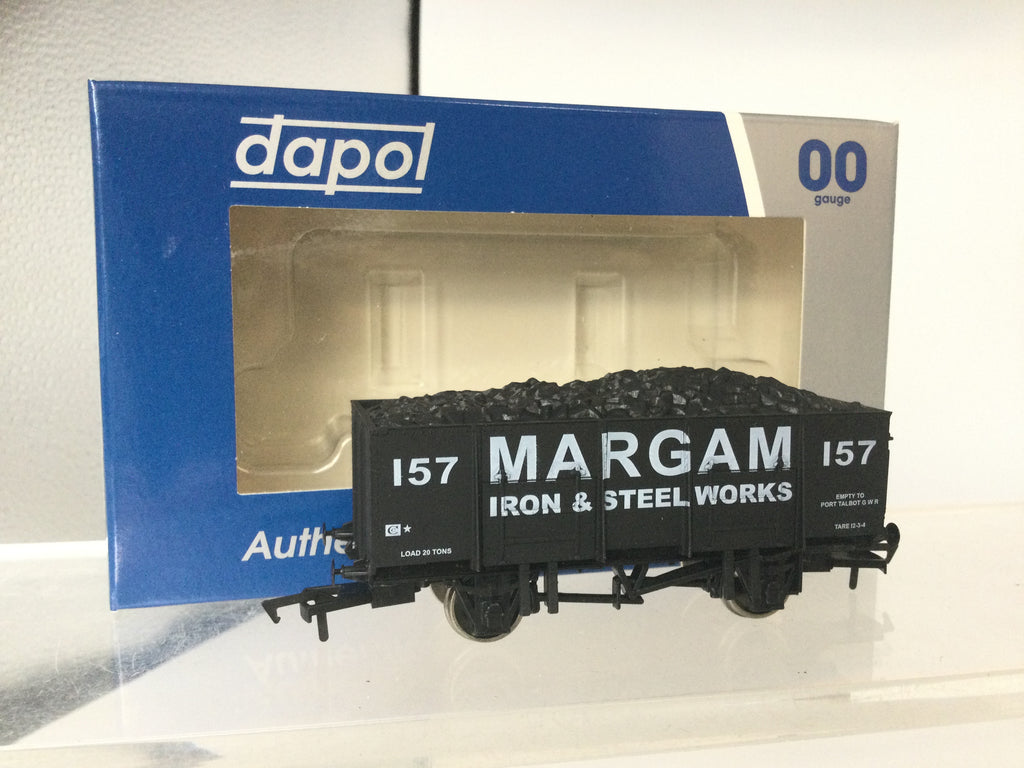 dapol
00
gauge
157
MARGAM
157
IRON & STEEL WORKS
EMPTY TO
PORT TALBOT G W R
TARE 12-3-4
LOAD 20 TONS